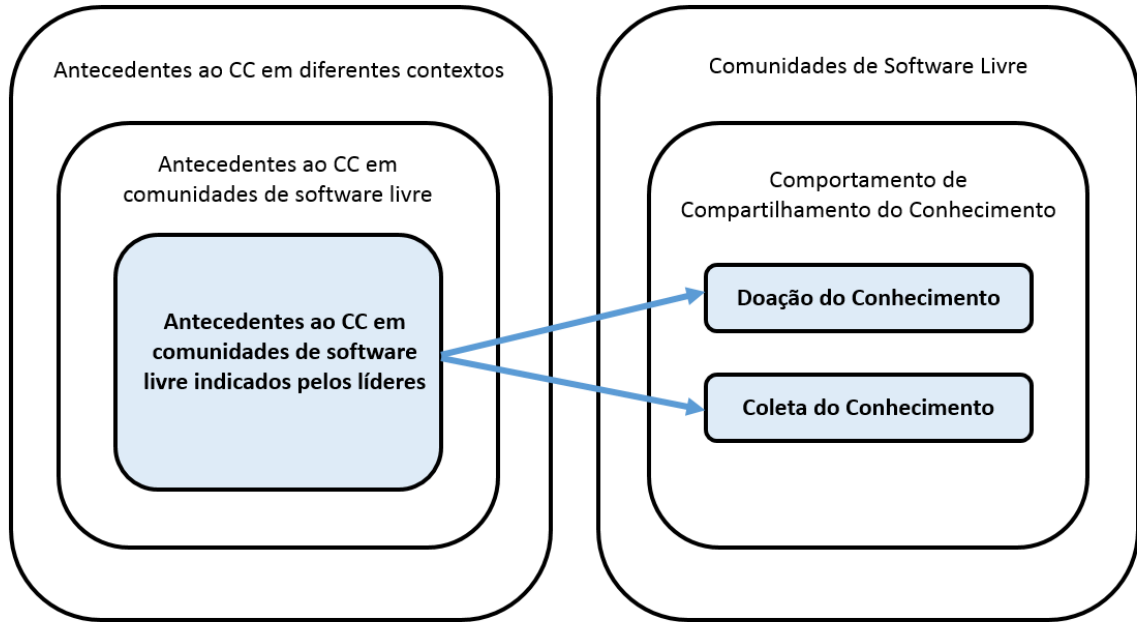 Antecedentes ao CC em diferentes contextos
Antecedentes ao CC em
comunidades de software livre
Antecedentes ao CC em
comunidades de software
livre indicados pelos líderes
Comunidades de Software Livre
Comportamento de
Compartilhamento do Conhecimento
Doação do Conhecimento
Coleta do Conhecimento